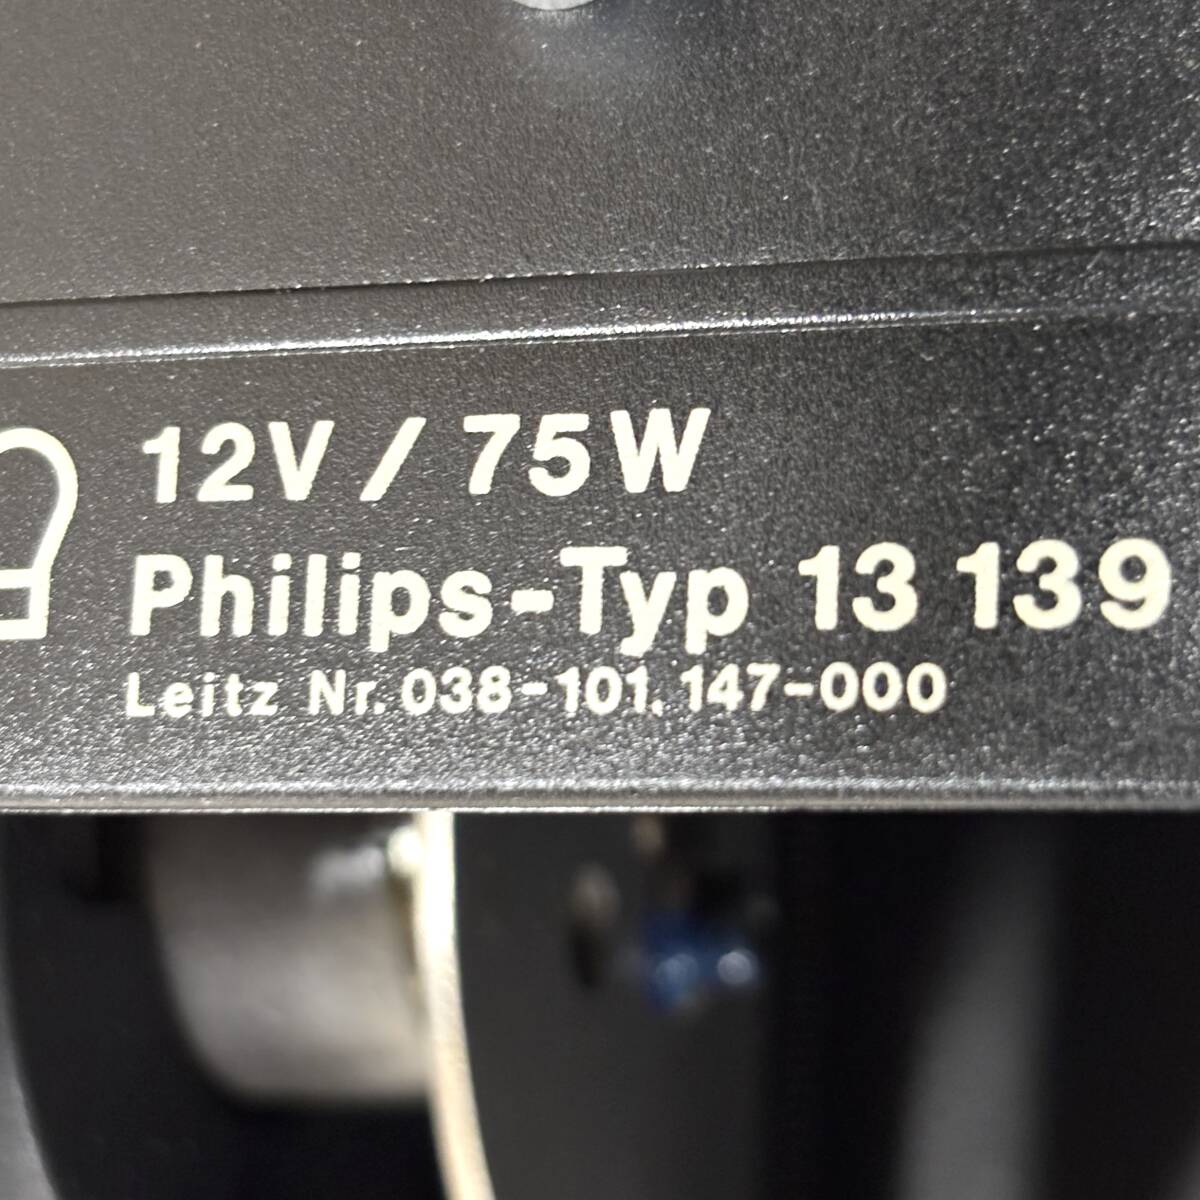 12V / 75W
Philips-Typ 13 139
Leitz Nr. 038-101.147-000